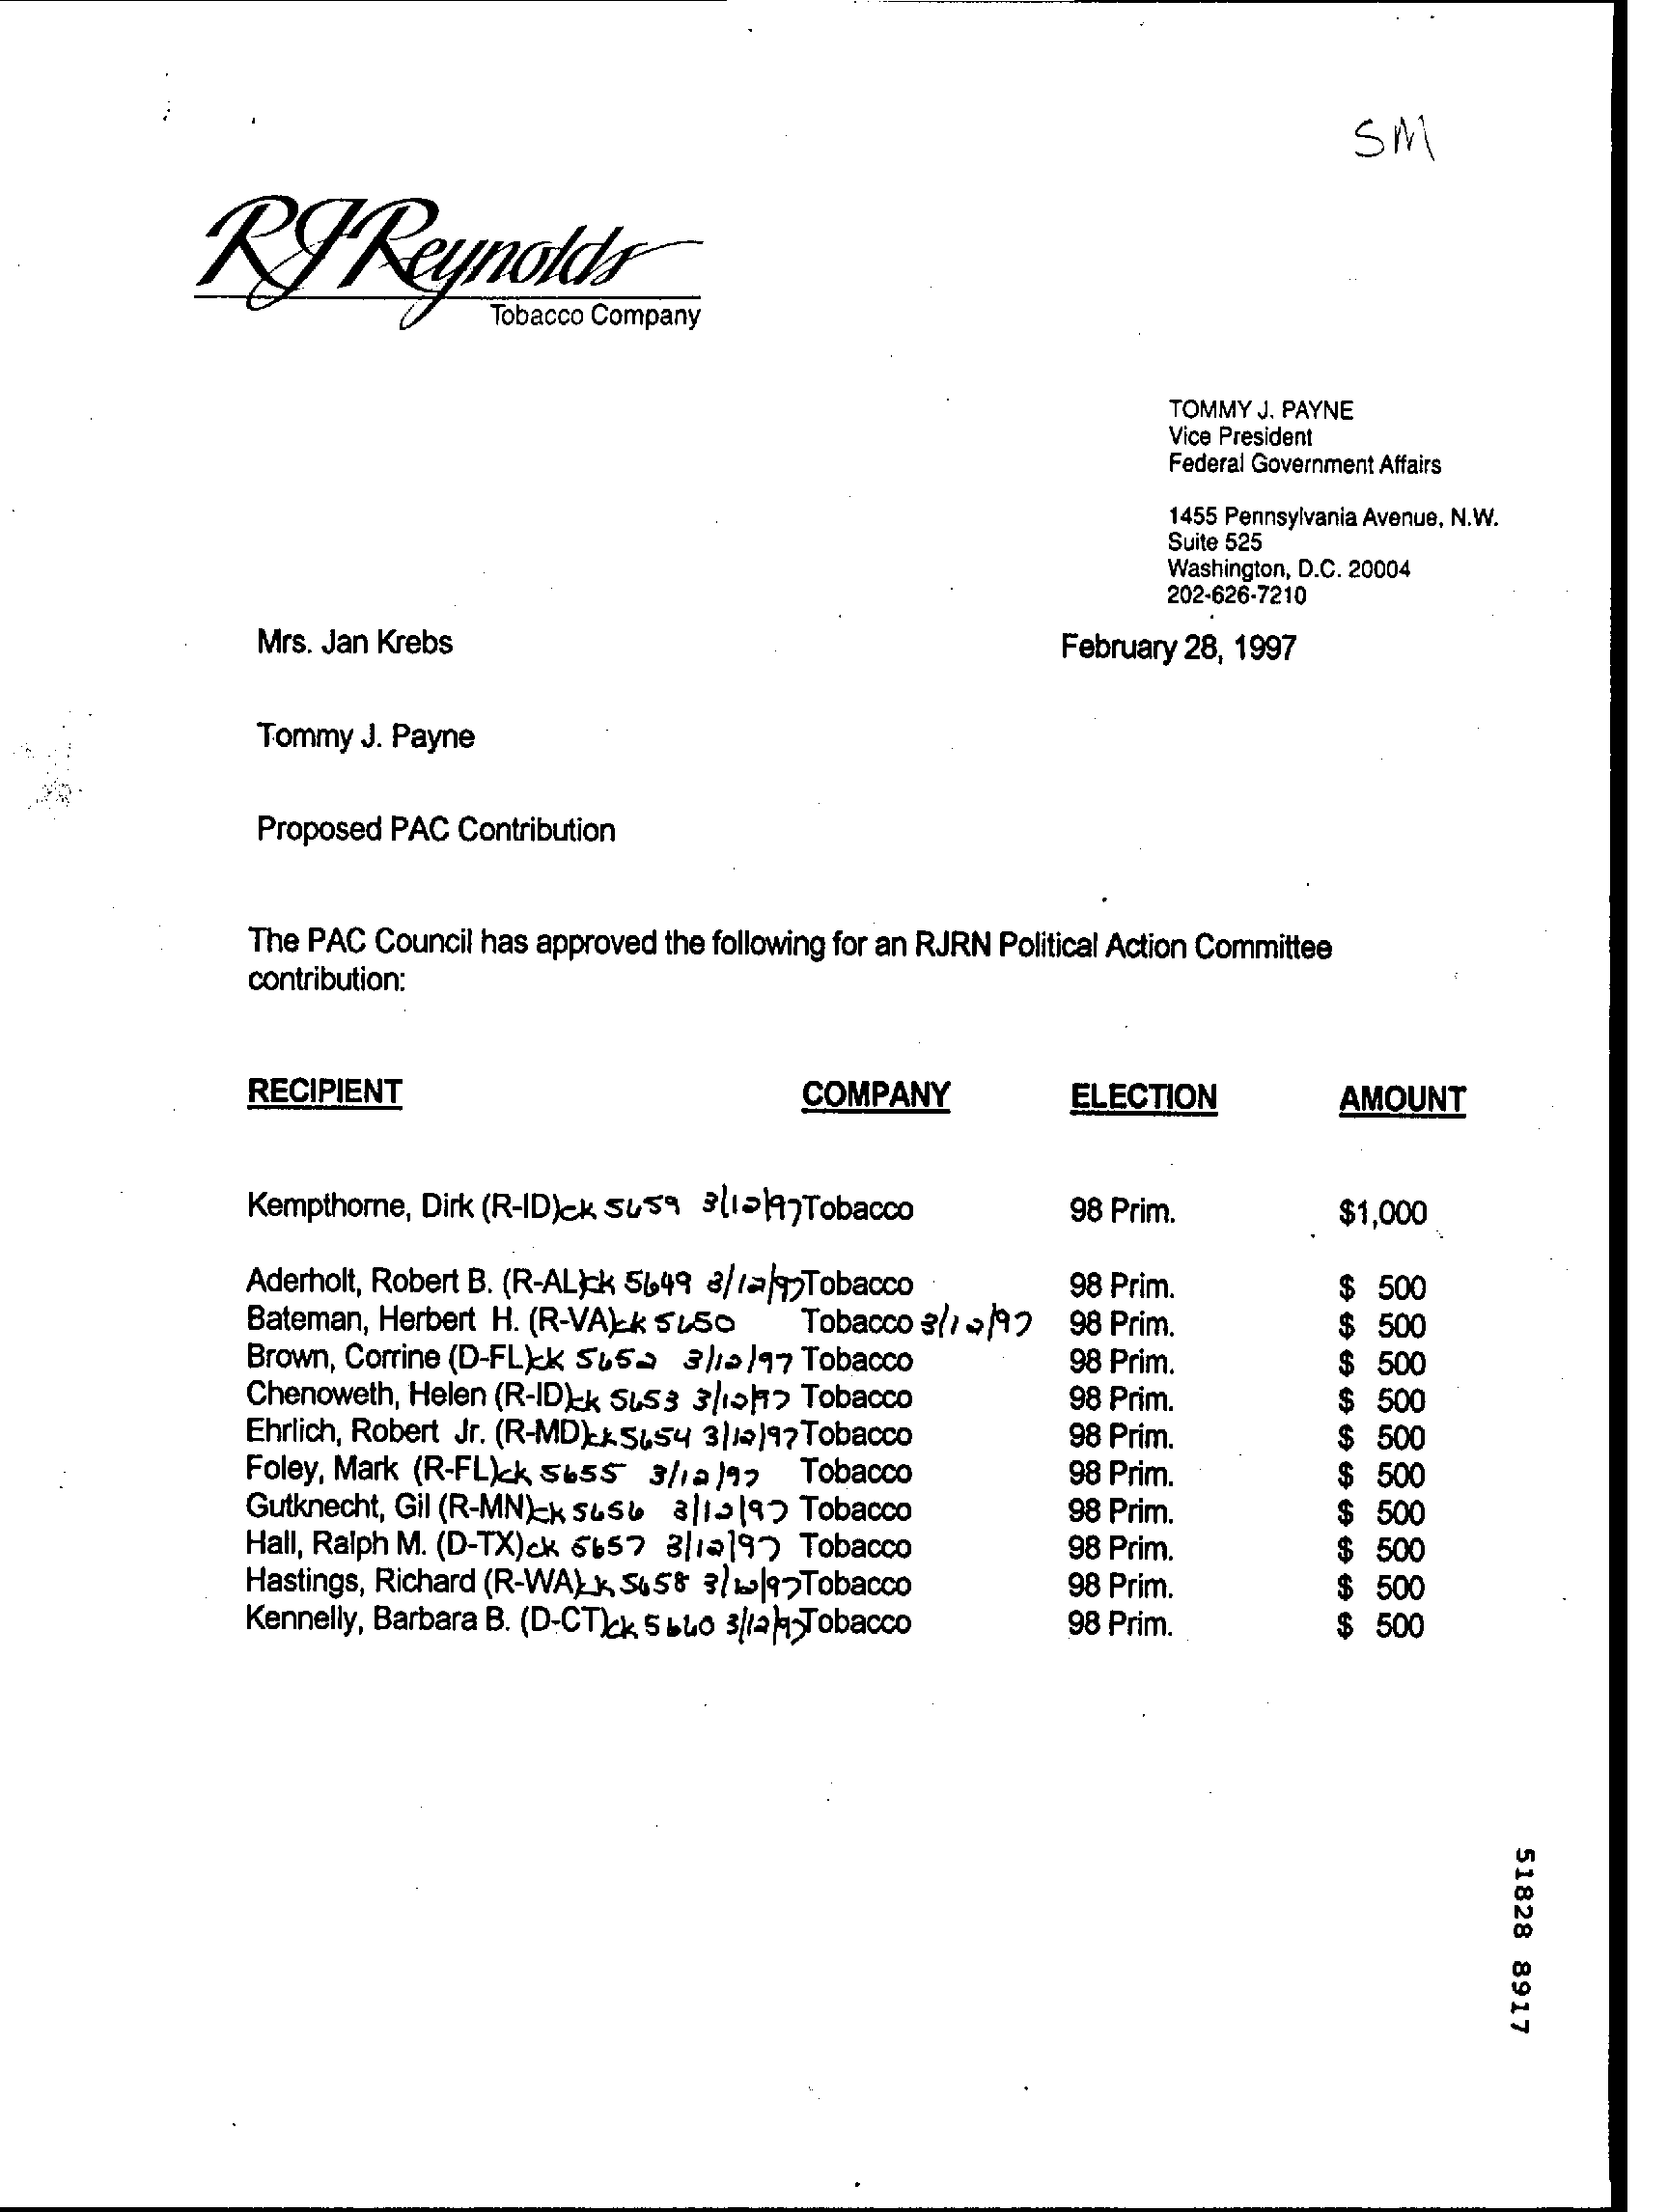 SM
RJReynolds
Tobacco Company
TOMMY J. PAYNE
Vice President
Federal Government Affairs
1455 Pennsylvania Avenue, N.W.
Suite 525
Washington, D.C. 20004
202-626-7210
Mrs. Jan Krebs February 28, 1997
Tommy J. Payne
Proposed PAC Contribution
The PAC Council has approved the following for an RJRN Political Action Committee
contribution:
RECIPIENT COMPANY ELECTION AMOUNT
Kempthorne, Dirk (R-ID) ck 5659 3/12/97 Tobacco 98 Prim. $1,000
Aderholt, Robert B. (R-AL) ck 5649 3/12/97 Tobacco 98 Prim. $ 500
Bateman, Herbert H. (R-VA) ck 5650 Tobacco 3/12/97 98 Prim. $ 500
Brown, Corrine (D-FL) ck 5652 3/12/97 Tobacco 98 Prim. $ 500
Chenoweth, Helen (R-ID) ck 5653 3/12/97 Tobacco 98 Prim. $ 500
Ehrlich, Robert Jr. (R-MD) ck 5654 3/12/97 Tobacco 98 Prim. $ 500
Foley, Mark (R-FL) ck 5655 3/12/97 Tobacco 98 Prim. $ 500
Gutknecht, Gil (R-MN) ck 5656 3/12/97 Tobacco 98 Prim. $ 500
Hall, Ralph M. (D-TX) ck 5657 3/12/97 Tobacco 98 Prim. $ 500
Hastings, Richard (R-WA) ck 5658 3/12/97 Tobacco 98 Prim. $ 500
Kennelly, Barbara B. (D-CT) ck 5660 3/12/97 Tobacco 98 Prim. $ 500
51828 8917